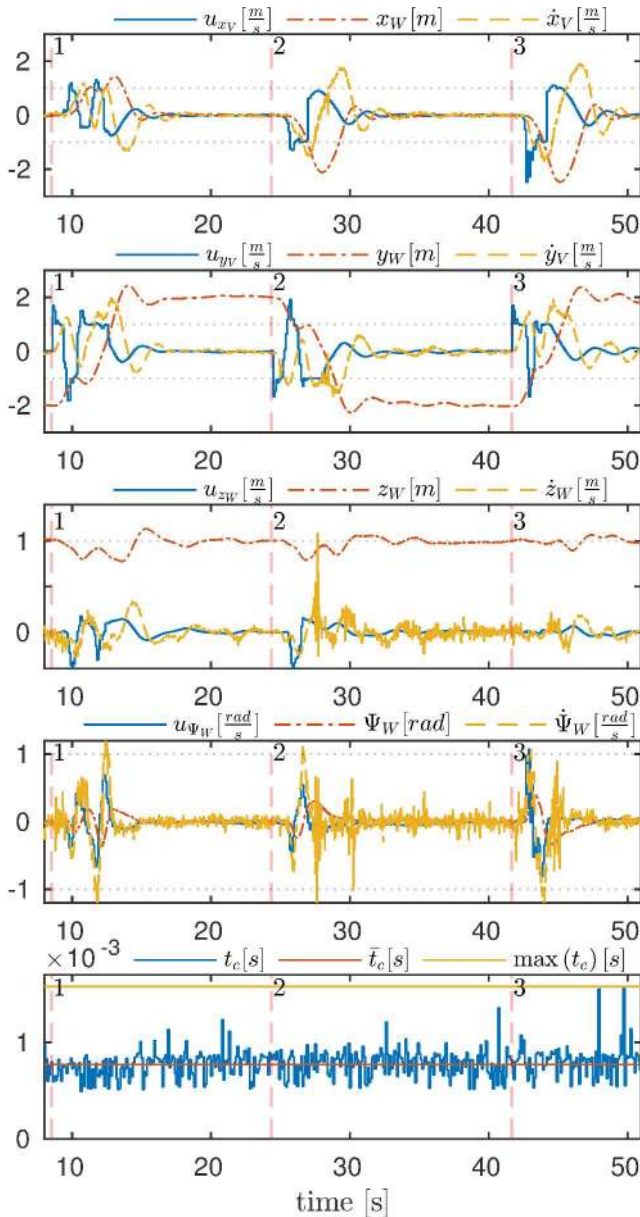 u_{x_V}[m/s] x_W[m] ẋ_V[m/s]
1 2 3
2
0
-2
10 20 30 40 50
u_{y_V}[m/s] y_W[m] ẏ_V[m/s]
1 2 3
2
0
-2
10 20 30 40 50
u_{z_W}[m/s] z_W[m] ż_W[m/s]
1 2 3
1
0
10 20 30 40 50
u_{Ψ_W}[rad/s] Ψ_W[rad] Ψ̇_W[rad/s]
1 2 3
1
0
-1
10 20 30 40 50
×10^{-3} t_c[s] t̄_c[s] max(t_c)[s]
1 2 3
1
0
10 20 30 40 50
time [s]